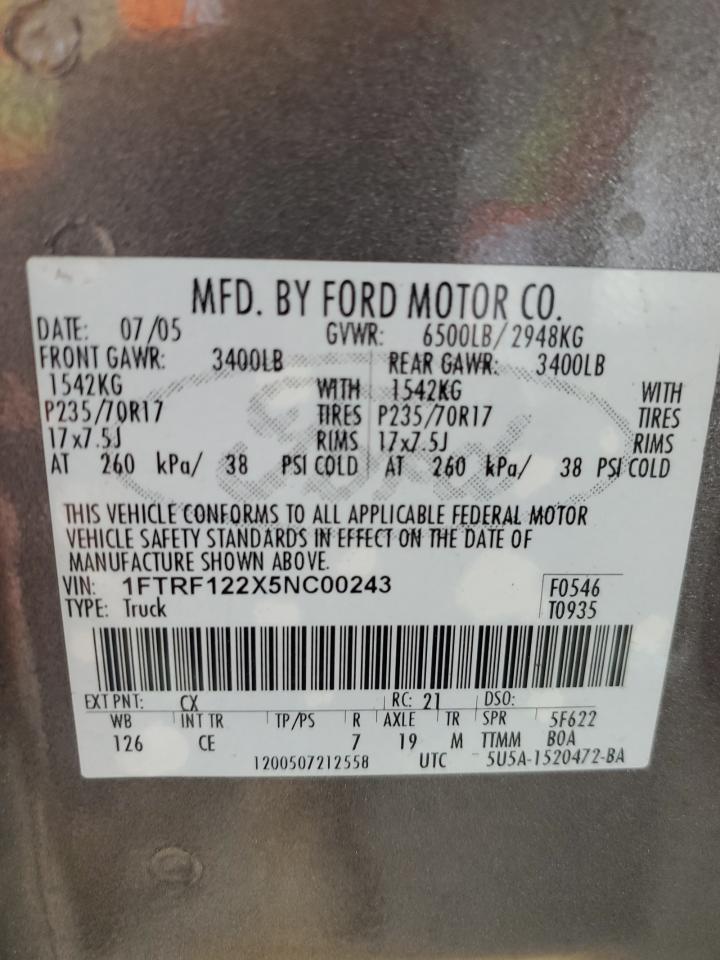 MFD. BY FORD MOTOR CO.
DATE: 07/05 GVWR: 6500LB/2948KG
FRONT GAWR: 3400LB REAR GAWR: 3400LB
1542KG WITH 1542KG WITH
P235/70R17 TIRES P235/70R17 TIRES
17x7.5J RIMS 17x7.5J RIMS
AT 260 kPa/ 38 PSI COLD AT 260 kPa/ 38 PSI COLD
THIS VEHICLE CONFORMS TO ALL APPLICABLE FEDERAL MOTOR
VEHICLE SAFETY STANDARDS IN EFFECT ON THE DATE OF
MANUFACTURE SHOWN ABOVE.
VIN: 1FTRF122X5NC00243 F0546
TYPE: Truck T0935
EXT PNT: CX RC: 21 DSO:
WB INT TR TP/PS R AXLE TR SPR 5F622
126 CE 7 19 M TTMM BOA
1200507212558 UTC 5U5A-1520472-BA
Ford